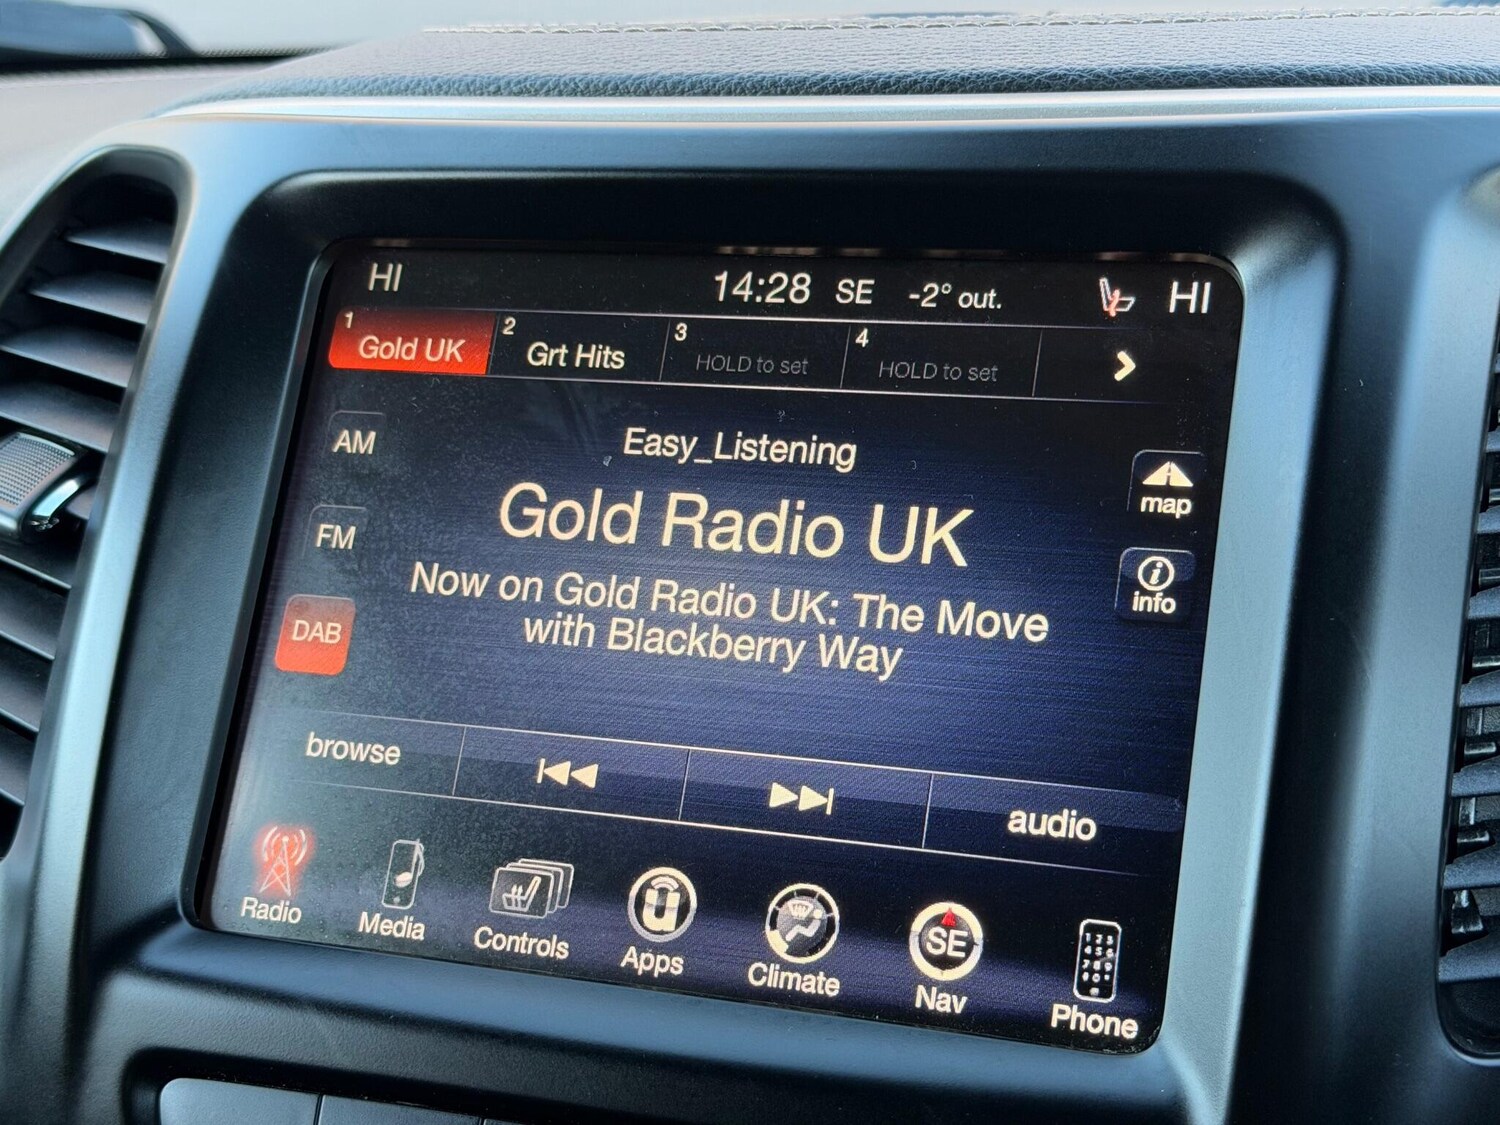 HI 14:28 SE -2° out. HI
1 Gold UK
2 Grt Hits
3 HOLD to set
4 HOLD to set
AM
Easy_Listening
map
Gold Radio UK
FM
Now on Gold Radio UK: The Move
with Blackberry Way
info
DAB
browse
audio
Radio
Media
Controls
Apps
Climate
SE
Nav
Phone